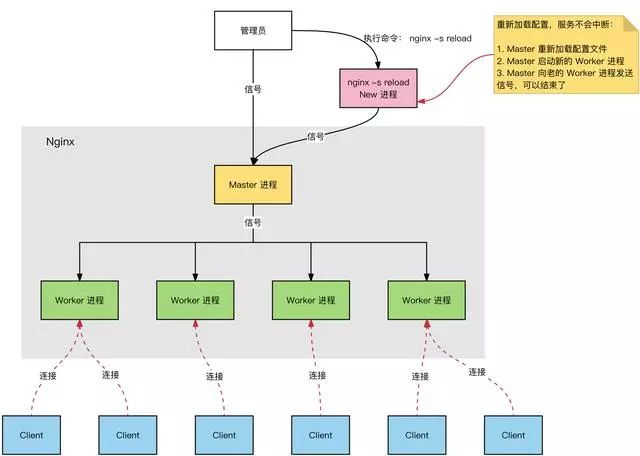 管理员
执行命令： nginx -s reload
重新加载配置，服务不会中断：
1. Master 重新加载配置文件
2. Master 启动新的 Worker 进程
3. Master 向老的 Worker 进程发送
信号，可以结束了
nginx -s reload
New 进程
信号
信号
Nginx
Master 进程
信号
Worker 进程
Worker 进程
Worker 进程
Worker 进程
连接
连接
连接
连接
连接
连接
Client
Client
Client
Client
Client
Client